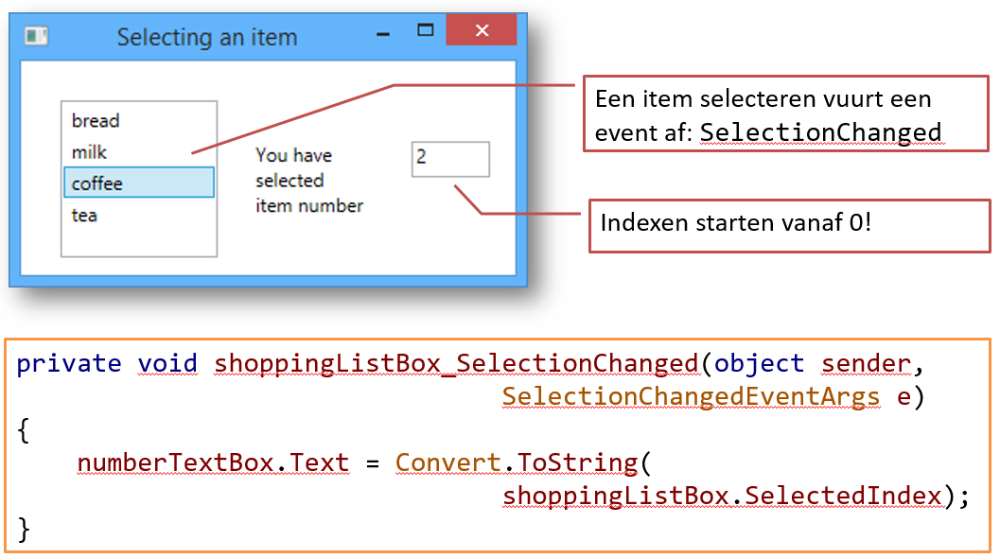 Selecting an item
bread
milk
coffee
tea
You have
selected
item number
2
Een item selecteren vuurt een
event af: SelectionChanged
Indexen starten vanaf 0!
private void shoppingListBox_SelectionChanged(object sender,
SelectionChangedEventArgs e)
{
numberTextBox.Text = Convert.ToString(
shoppingListBox.SelectedIndex);
}